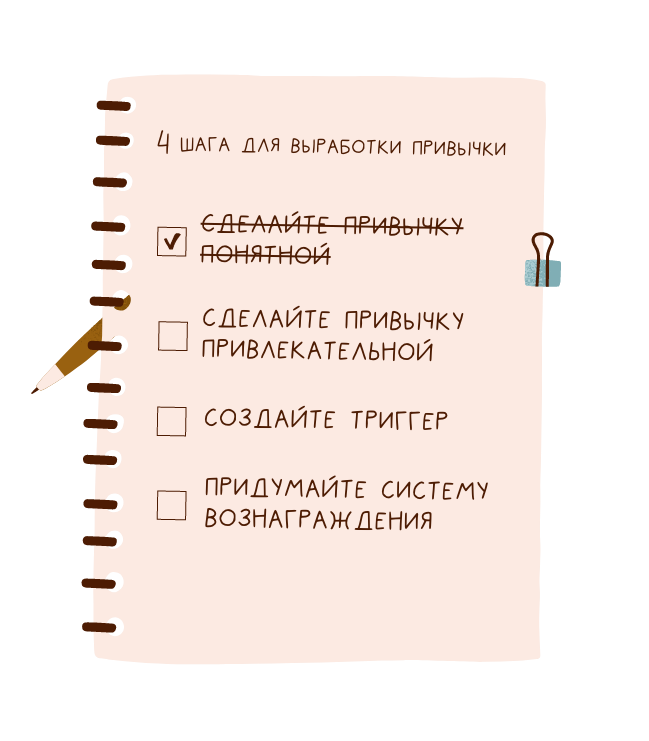 4 ШАГА ДЛЯ ВЫРАБОТКИ ПРИВЫЧКИ
СДЕЛАЙТЕ ПРИВЫЧКУ
ПОНЯТНОЙ
СДЕЛАЙТЕ ПРИВЫЧКУ
ПРИВЛЕКАТЕЛЬНОЙ
СОЗДАЙТЕ ТРИГГЕР
ПРИДУМАЙТЕ СИСТЕМУ
ВОЗНАГРАЖДЕНИЯ